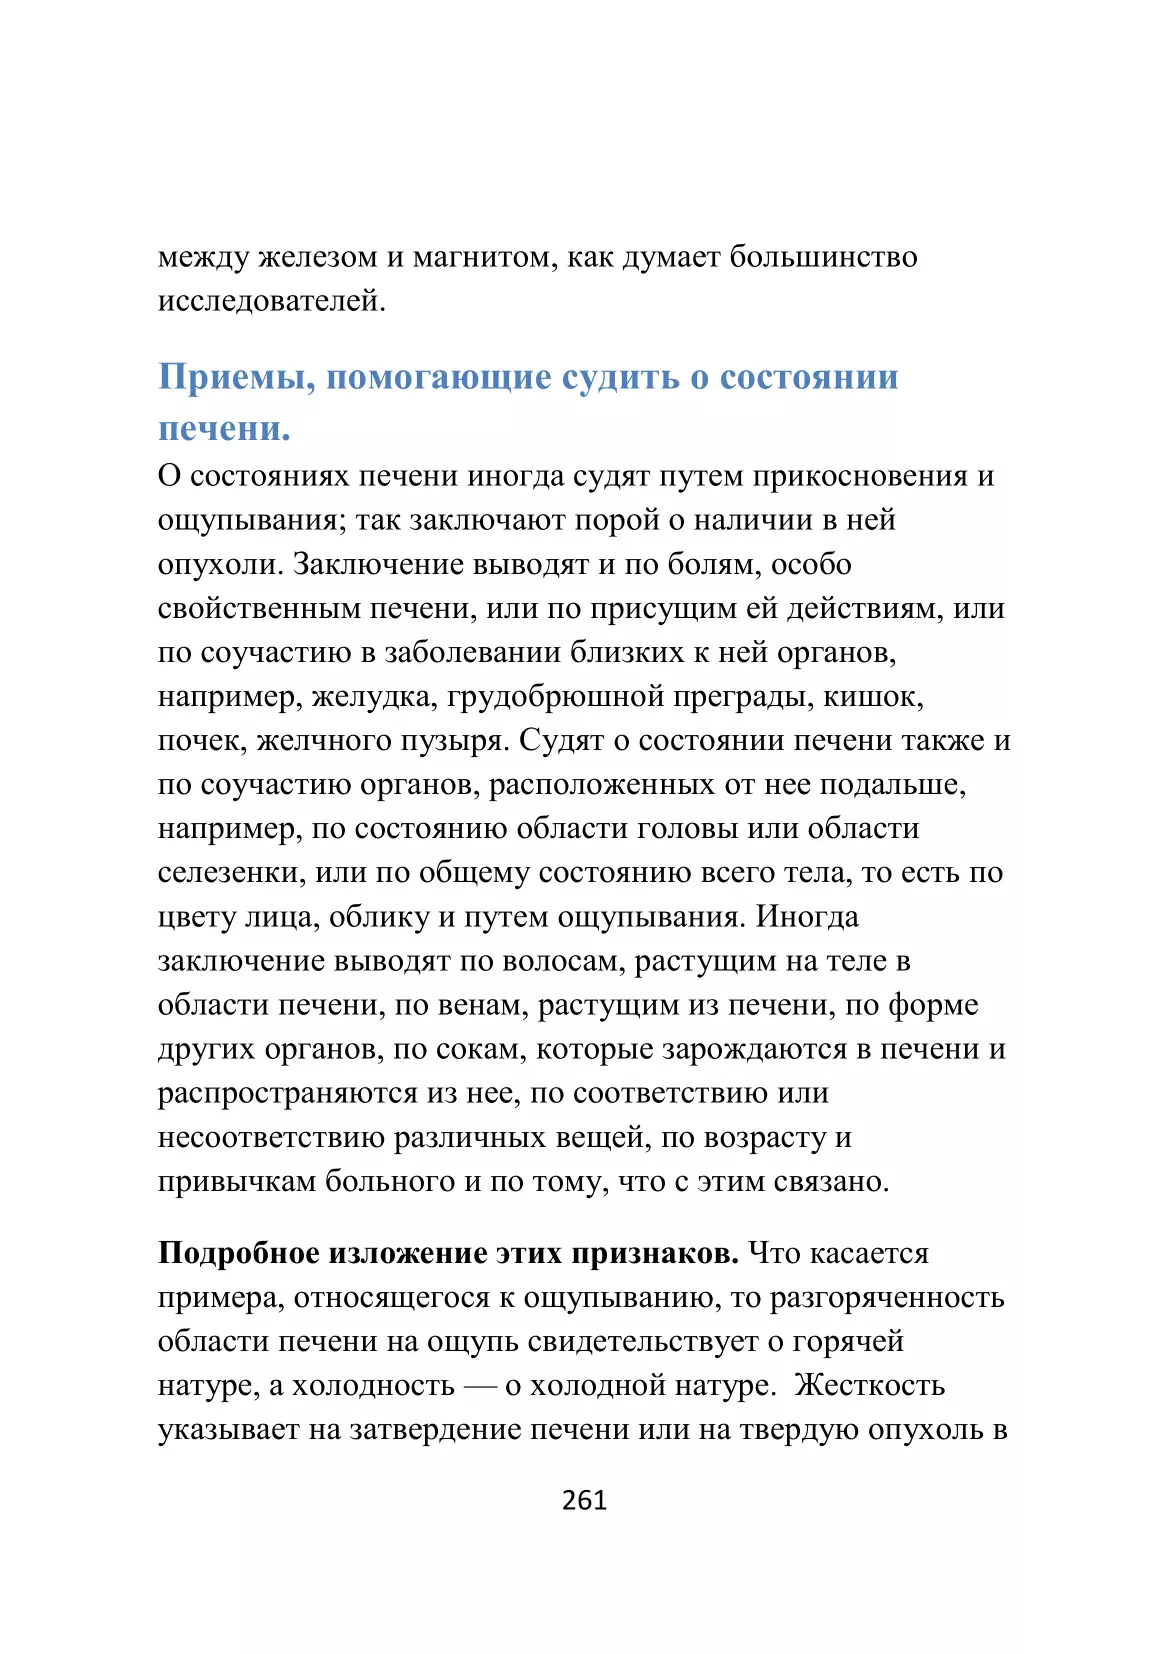 между железом и магнитом, как думает большинство
исследователей.
Приемы, помогающие судить о состоянии
печени.
О состояниях печени иногда судят путем прикосновения и
ощупывания; так заключают порой о наличии в ней
опухоли. Заключение выводят и по болям, особо
свойственным печени, или по присущим ей действиям, или
по соучастию в заболевании близких к ней органов,
например, желудка, грудобрюшной преграды, кишок,
почек, желчного пузыря. Судят о состоянии печени также и
по соучастию органов, расположенных от нее подальше,
например, по состоянию области головы или области
селезенки, или по общему состоянию всего тела, то есть по
цвету лица, облику и путем ощупывания. Иногда
заключение выводят по волосам, растущим на теле в
области печени, по венам, растущим из печени, по форме
других органов, по сокам, которые зарождаются в печени и
распространяются из нее, по соответствию или
несоответствию различных вещей, по возрасту и
привычкам больного и по тому, что с этим связано.
Подробное изложение этих признаков. Что касается
примера, относящегося к ощупыванию, то разгоряченность
области печени на ощупь свидетельствует о горячей
натуре, а холодность — о холодной натуре.  Жесткость
указывает на затвердение печени или на твердую опухоль в
261